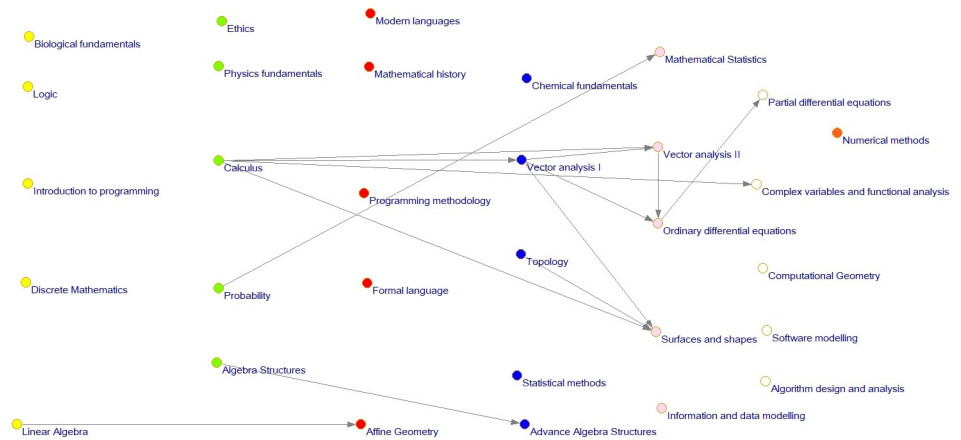 Biological fundamentals
Logic
Introduction to programming
Discrete Mathematics
Linear Algebra
Ethics
Physics fundamentals
Calculus
Probability
Algebra Structures
Modern languages
Mathematical history
Programming methodology
Formal language
Affine Geometry
Chemical fundamentals
Vector analysis I
Topology
Statistical methods
Advance Algebra Structures
Mathematical Statistics
Vector analysis II
Ordinary differential equations
Surfaces and shapes
Information and data modelling
Partial differential equations
Complex variables and functional analysis
Computational Geometry
Software modelling
Algorithm design and analysis
Numerical methods